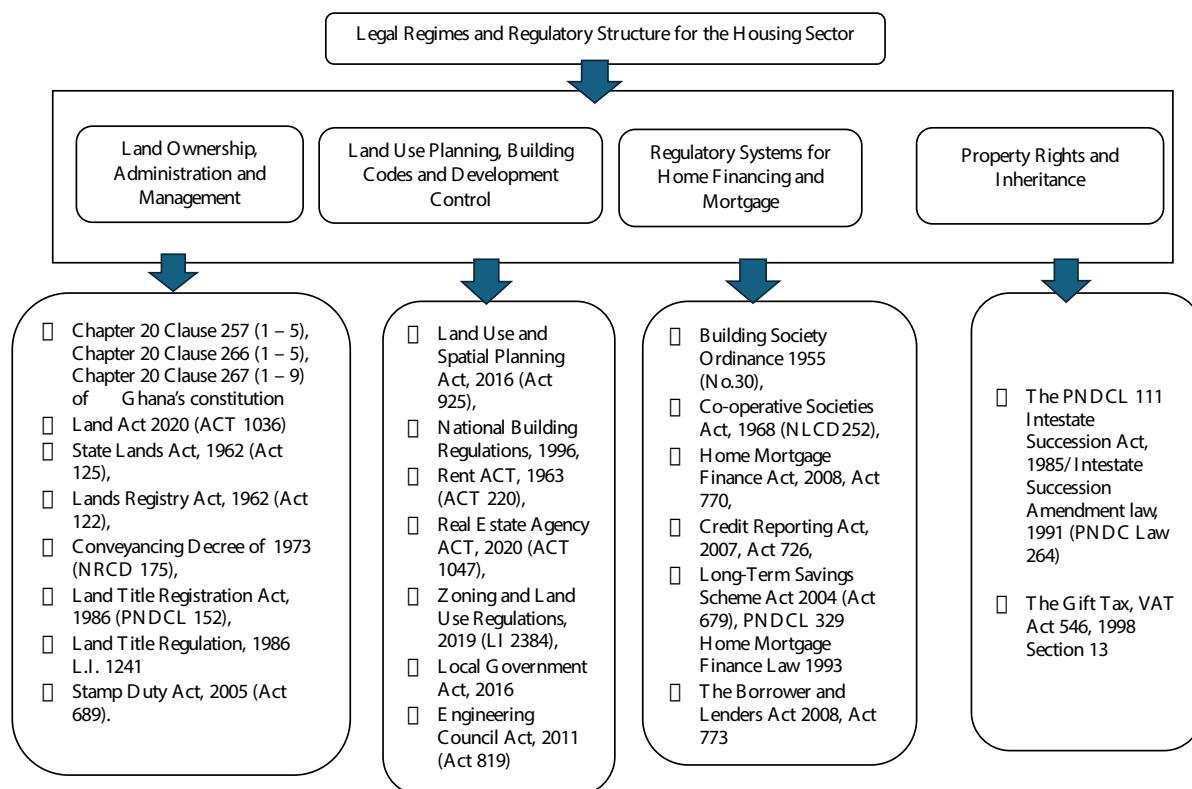 Legal Regimes and Regulatory Structure for the Housing Sector
Land Ownership,
Administration and
Management
Land Use Planning, Building
Codes and Development
Control
Regulatory Systems for
Home Financing and
Mortgage
Property Rights and
Inheritance
Chapter 20 Clause 257 (1 – 5),
Chapter 20 Clause 266 (1 – 5),
Chapter 20 Clause 267 (1 – 9)
of Ghana's constitution
Land Act 2020 (ACT 1036)
State Lands Act, 1962 (Act
125),
Lands Registry Act, 1962 (Act
122),
Conveyancing Decree of 1973
(NRCD 175),
Land Title Registration Act,
1986 (PNDCL 152),
Land Title Regulation, 1986
L.I. 1241
Stamp Duty Act, 2005 (Act
689).
Land Use and
Spatial Planning
Act, 2016 (Act
925),
National Building
Regulations, 1996,
Rent ACT, 1963
(ACT 220),
Real Estate Agency
ACT, 2020 (ACT
1047),
Zoning and Land
Use Regulations,
2019 (LI 2384),
Local Government
Act, 2016
Engineering
Council Act, 2011
(Act 819)
Building Society
Ordinance 1955
(No.30),
Co-operative Societies
Act, 1968 (NLCD252),
Home Mortgage
Finance Act, 2008, Act
770,
Credit Reporting Act,
2007, Act 726,
Long-Term Savings
Scheme Act 2004 (Act
679), PNDCL 329
Home Mortgage
Finance Law 1993
The Borrower and
Lenders Act 2008, Act
773
The PNDCL 111
Intestate
Succession Act,
1985/ Intestate
Succession
Amendment law,
1991 (PNDC Law
264)
The Gift Tax, VAT
Act 546, 1998
Section 13